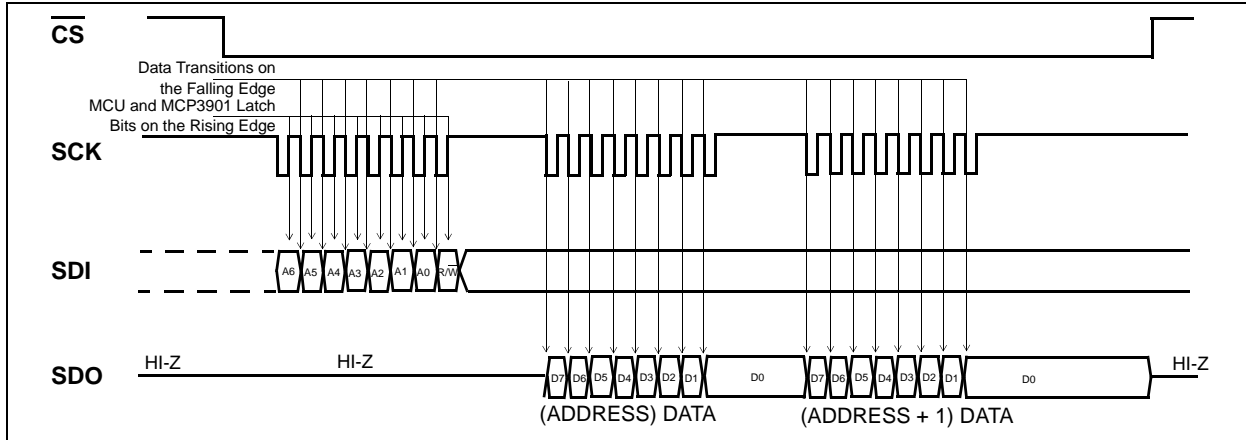 CS
Data Transitions on
the Falling Edge
MCU and MCP3901 Latch
Bits on the Rising Edge
SCK
SDI
A6 A5 A4 A3 A2 A1 A0 R/W
SDO
HI-Z HI-Z D7 D6 D5 D4 D3 D2 D1 D0 D7 D6 D5 D4 D3 D2 D1 D0 HI-Z
(ADDRESS) DATA (ADDRESS + 1) DATA